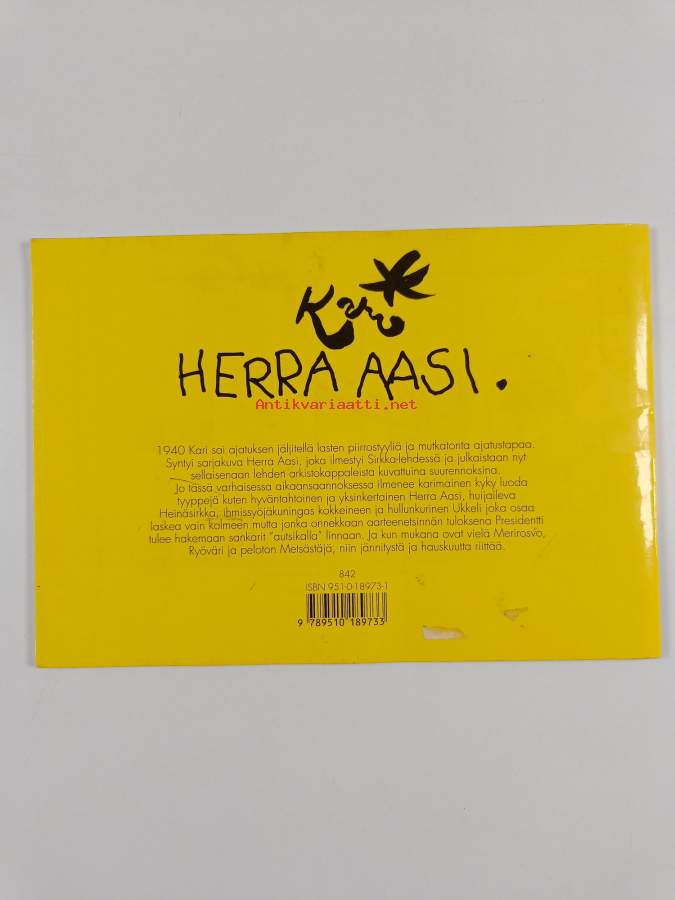 Kari
HERRA AASI.
Antikvariaatti.net
1940 Kari sai ajatuksen jäljitellä lasten piirrostyyliä ja mutkatonta ajatustapaa.
Syntyi sarjakuva Herra Aasi, joka ilmestyi Sirkka-lehdessä ja julkaistaan nyt
sellaisenaan lehden arkistokappaleista kuvattuina suurennoksina.
Jo tässä varhaisessa aikaansaannoksessa ilmenee karimainen kyky luoda
tyyppejä kuten hyväntahtoinen ja yksinkertainen Herra Aasi, huijaileva
Heinäsirkka, ihmissyöjäkuningas kokkeineen ja hullunkurinen Ukkeli joka osaa
laskea vain kolmeen mutta jonka onnekkaan aarteenetsinnän tuloksena Presidentti
tulee hakemaan sankarit "autsikalla" linnaan. Ja kun mukana ovat vielä Merirosvo,
Ryöväri ja peloton Metsästäjä, niin jännitystä ja hauskuutta riittää.
842
ISBN 951-0-18973-1
9 789510 189733